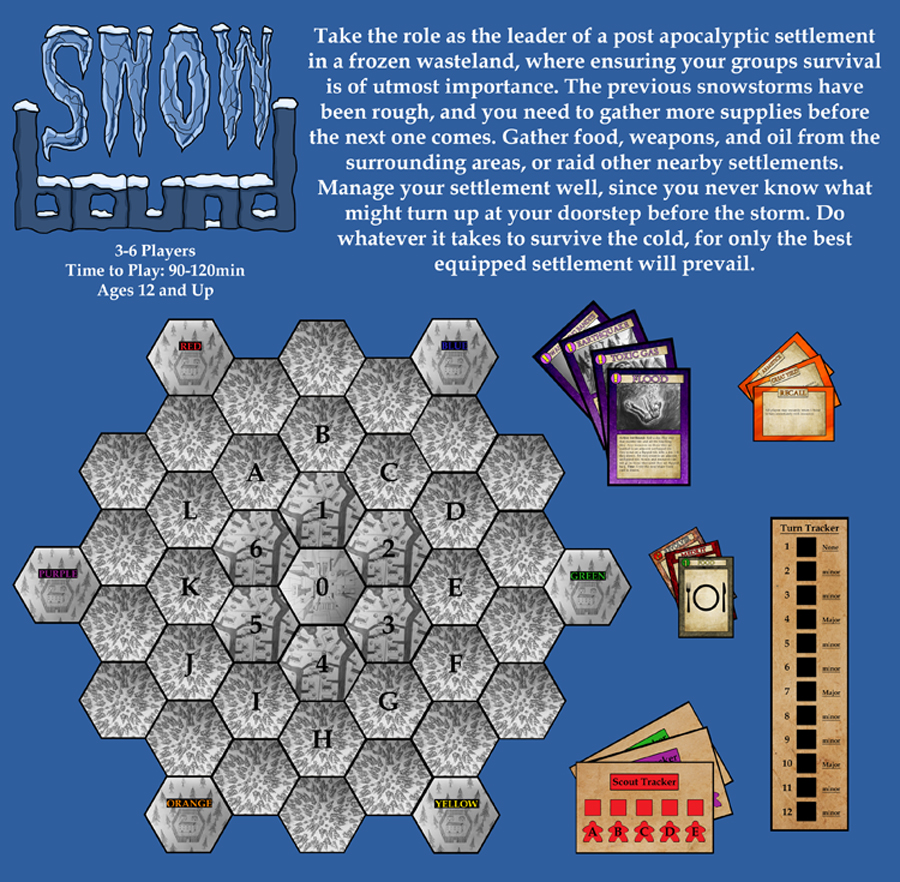 SNOW
bound
3-6 Players
Time to Play: 90-120min
Ages 12 and Up
Take the role as the leader of a post apocalyptic settlement
in a frozen wasteland, where ensuring your groups survival
is of utmost importance. The previous snowstorms have
been rough, and you need to gather more supplies before
the next one comes. Gather food, weapons, and oil from the
surrounding areas, or raid other nearby settlements.
Manage your settlement well, since you never know what
might turn up at your doorstep before the storm. Do
whatever it takes to survive the cold, for only the best
equipped settlement will prevail.
RED
BLUE
B
A
C
1
L
D
6
2
PURPLE
K
0
E
GREEN
5
3
J
4
F
I
G
H
ORANGE
YELLOW
EARTHQUAKE
TOXIC GAS
FLOOD
GREAT FIND
RECALL
FOOD
Turn Tracker
1 None
2 minor
3 minor
4 Major
5 minor
6 minor
7 Major
8 minor
9 minor
10 Major
11 minor
12 minor
Scout Tracker
A B C D E